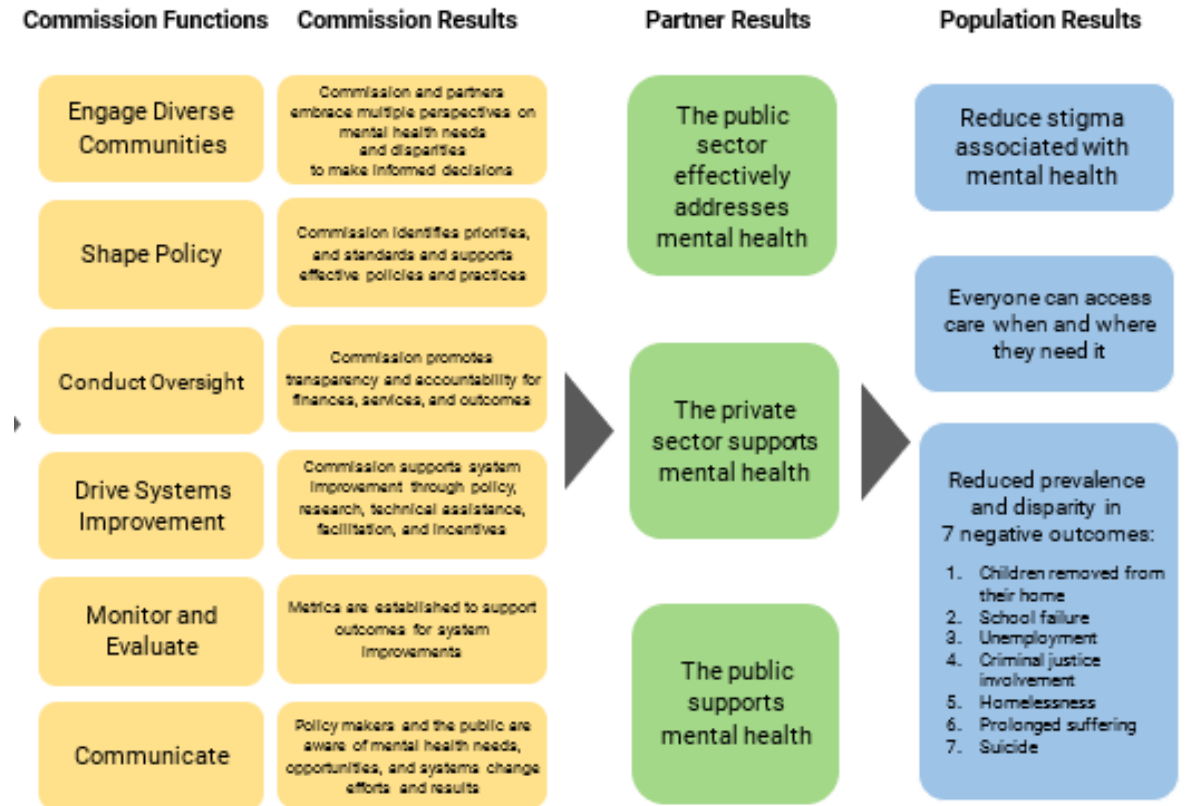 Commission Functions
Commission Results
Partner Results
Population Results
Engage Diverse
Communities
Commission and partners
embrace multiple perspectives on
mental health needs
and disparities
to make informed decisions
Shape Policy
Commission identifies priorities,
and standards and supports
effective policies and practices
Conduct Oversight
Commission promotes
transparency and accountability for
finances, services, and outcomes
Drive Systems
Improvement
Commission supports system
improvement through policy,
research, technical assistance,
facilitation, and incentives
Monitor and
Evaluate
Metrics are established to support
outcomes for system
improvements
Communicate
Policy makers and the public are
aware of mental health needs,
opportunities, and systems change
efforts and results
The public
sector
effectively
addresses
mental health
The private
sector supports
mental health
The public
supports
mental health
Reduce stigma
associated with
mental health
Everyone can access
care when and where
they need it
Reduced prevalence
and disparity in
7 negative outcomes:
1. Children removed from
their home
2. School failure
3. Unemployment
4. Criminal justice
involvement
5. Homelessness
6. Prolonged suffering
7. Suicide